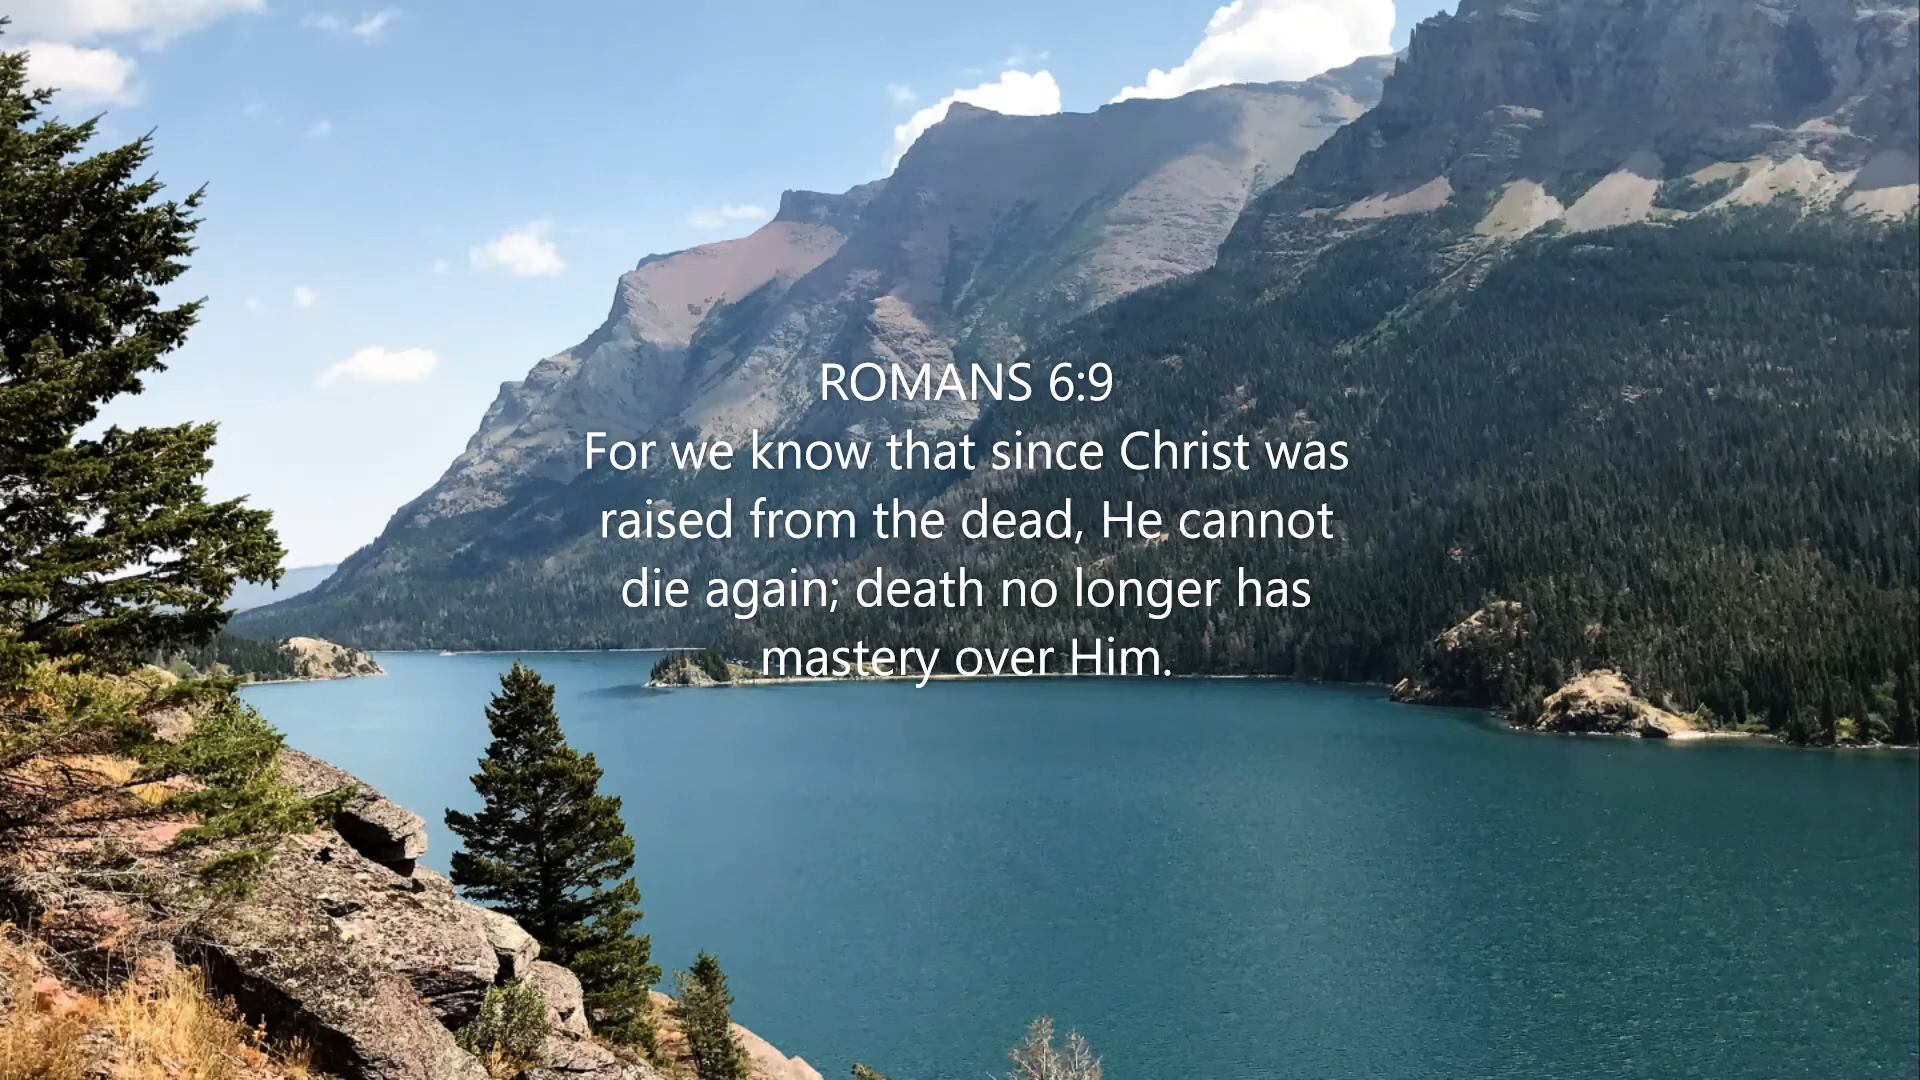 ROMANS 6:9
For we know that since Christ was
raised from the dead, He cannot
die again; death no longer has
mastery over Him.